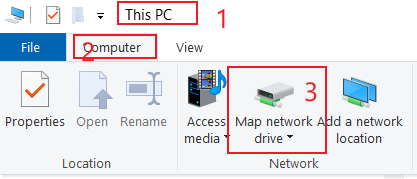 This PC 1
File Computer View
2
3
Properties Open Rename Access media Map network drive Add a network location
Location Network